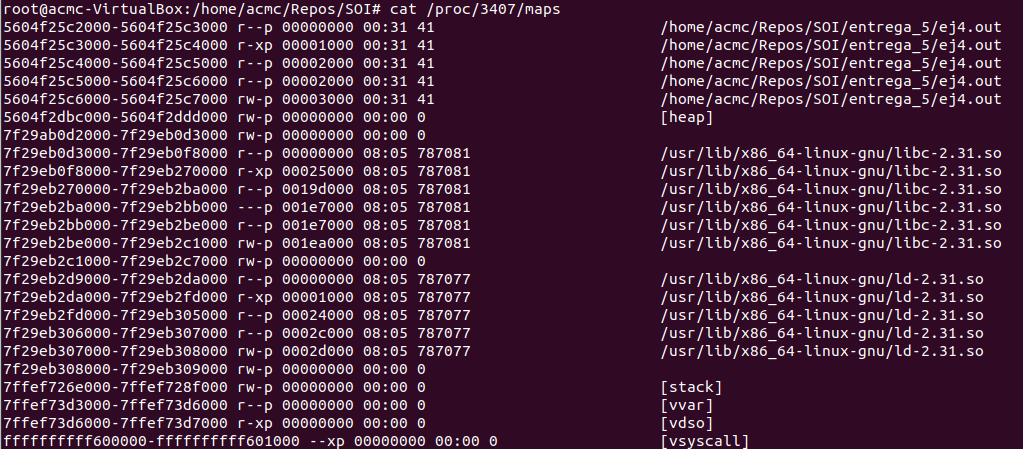 root@acmc-VirtualBox:/home/acmc/Repos/SOI# cat /proc/3407/maps
5604f25c2000-5604f25c3000 r--p 00000000 00:31 41 /home/acmc/Repos/SOI/entrega_5/ej4.out
5604f25c3000-5604f25c4000 r-xp 00001000 00:31 41 /home/acmc/Repos/SOI/entrega_5/ej4.out
5604f25c4000-5604f25c5000 r--p 00002000 00:31 41 /home/acmc/Repos/SOI/entrega_5/ej4.out
5604f25c5000-5604f25c6000 r--p 00002000 00:31 41 /home/acmc/Repos/SOI/entrega_5/ej4.out
5604f25c6000-5604f25c7000 rw-p 00003000 00:31 41 /home/acmc/Repos/SOI/entrega_5/ej4.out
5604f2dbc000-5604f2ddd000 rw-p 00000000 00:00 0 [heap]
7f29ab0d2000-7f29eb0d3000 rw-p 00000000 00:00 0
7f29eb0d3000-7f29eb0f8000 r--p 00000000 08:05 787081 /usr/lib/x86_64-linux-gnu/libc-2.31.so
7f29eb0f8000-7f29eb270000 r-xp 00025000 08:05 787081 /usr/lib/x86_64-linux-gnu/libc-2.31.so
7f29eb270000-7f29eb2ba000 r--p 0019d000 08:05 787081 /usr/lib/x86_64-linux-gnu/libc-2.31.so
7f29eb2ba000-7f29eb2bb000 ---p 001e7000 08:05 787081 /usr/lib/x86_64-linux-gnu/libc-2.31.so
7f29eb2bb000-7f29eb2be000 r--p 001e7000 08:05 787081 /usr/lib/x86_64-linux-gnu/libc-2.31.so
7f29eb2be000-7f29eb2c1000 rw-p 001ea000 08:05 787081 /usr/lib/x86_64-linux-gnu/libc-2.31.so
7f29eb2c1000-7f29eb2c7000 rw-p 00000000 00:00 0
7f29eb2d9000-7f29eb2da000 r--p 00000000 08:05 787077 /usr/lib/x86_64-linux-gnu/ld-2.31.so
7f29eb2da000-7f29eb2fd000 r-xp 00001000 08:05 787077 /usr/lib/x86_64-linux-gnu/ld-2.31.so
7f29eb2fd000-7f29eb305000 r--p 00024000 08:05 787077 /usr/lib/x86_64-linux-gnu/ld-2.31.so
7f29eb306000-7f29eb307000 r--p 0002c000 08:05 787077 /usr/lib/x86_64-linux-gnu/ld-2.31.so
7f29eb307000-7f29eb308000 rw-p 0002d000 08:05 787077 /usr/lib/x86_64-linux-gnu/ld-2.31.so
7f29eb308000-7f29eb309000 rw-p 00000000 00:00 0
7ffef726e000-7ffef728f000 rw-p 00000000 00:00 0 [stack]
7ffef73d3000-7ffef73d6000 r--p 00000000 00:00 0 [vvar]
7ffef73d6000-7ffef73d7000 r-xp 00000000 00:00 0 [vdso]
ffffffffff600000-ffffffffff601000 --xp 00000000 00:00 0 [vsyscall]